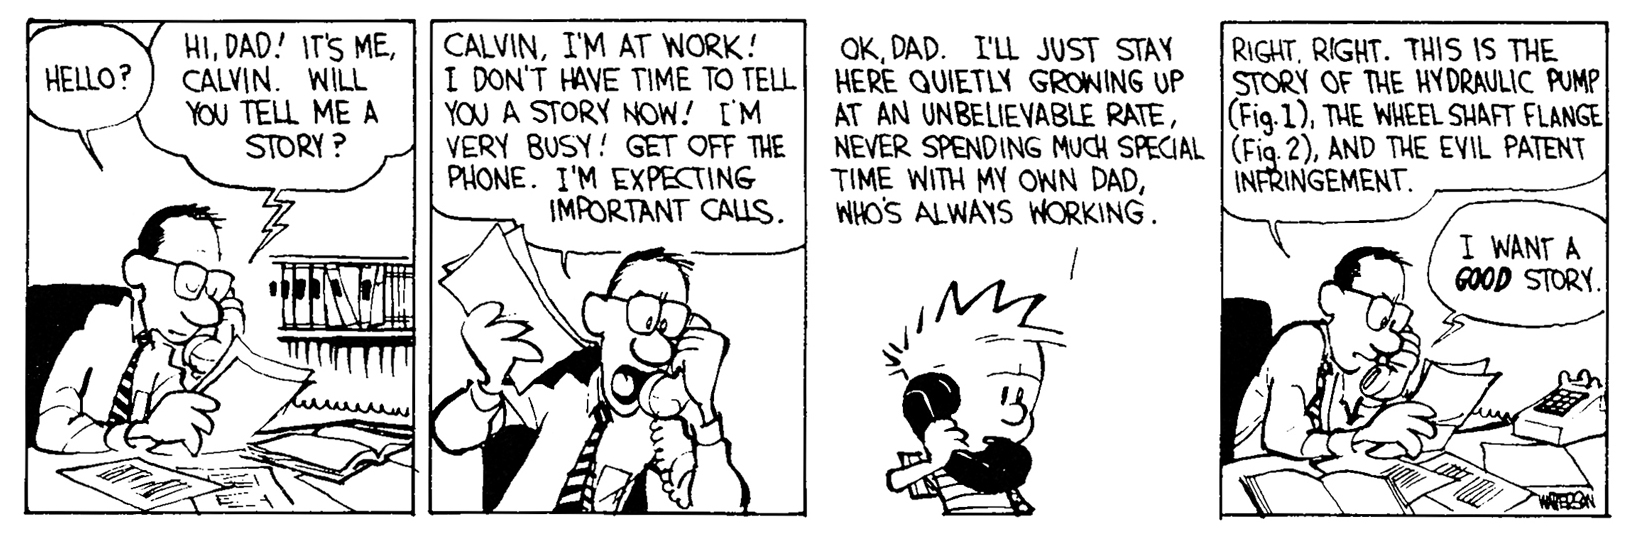 HELLO?
HI, DAD! IT'S ME,
CALVIN. WILL
YOU TELL ME A
STORY?
CALVIN, I'M AT WORK!
I DON'T HAVE TIME TO TELL
YOU A STORY NOW! I'M
VERY BUSY! GET OFF THE
PHONE. I'M EXPECTING
IMPORTANT CALLS.
OK, DAD. I'LL JUST STAY
HERE QUIETLY GROWING UP
AT AN UNBELIEVABLE RATE,
NEVER SPENDING MUCH SPECIAL
TIME WITH MY OWN DAD,
WHO'S ALWAYS WORKING.
RIGHT, RIGHT. THIS IS THE
STORY OF THE HYDRAULIC PUMP
(Fig. 1), THE WHEEL SHAFT FLANGE
(Fig. 2), AND THE EVIL PATENT
INFRINGEMENT.
I WANT A
GOOD STORY.
WATTERSON